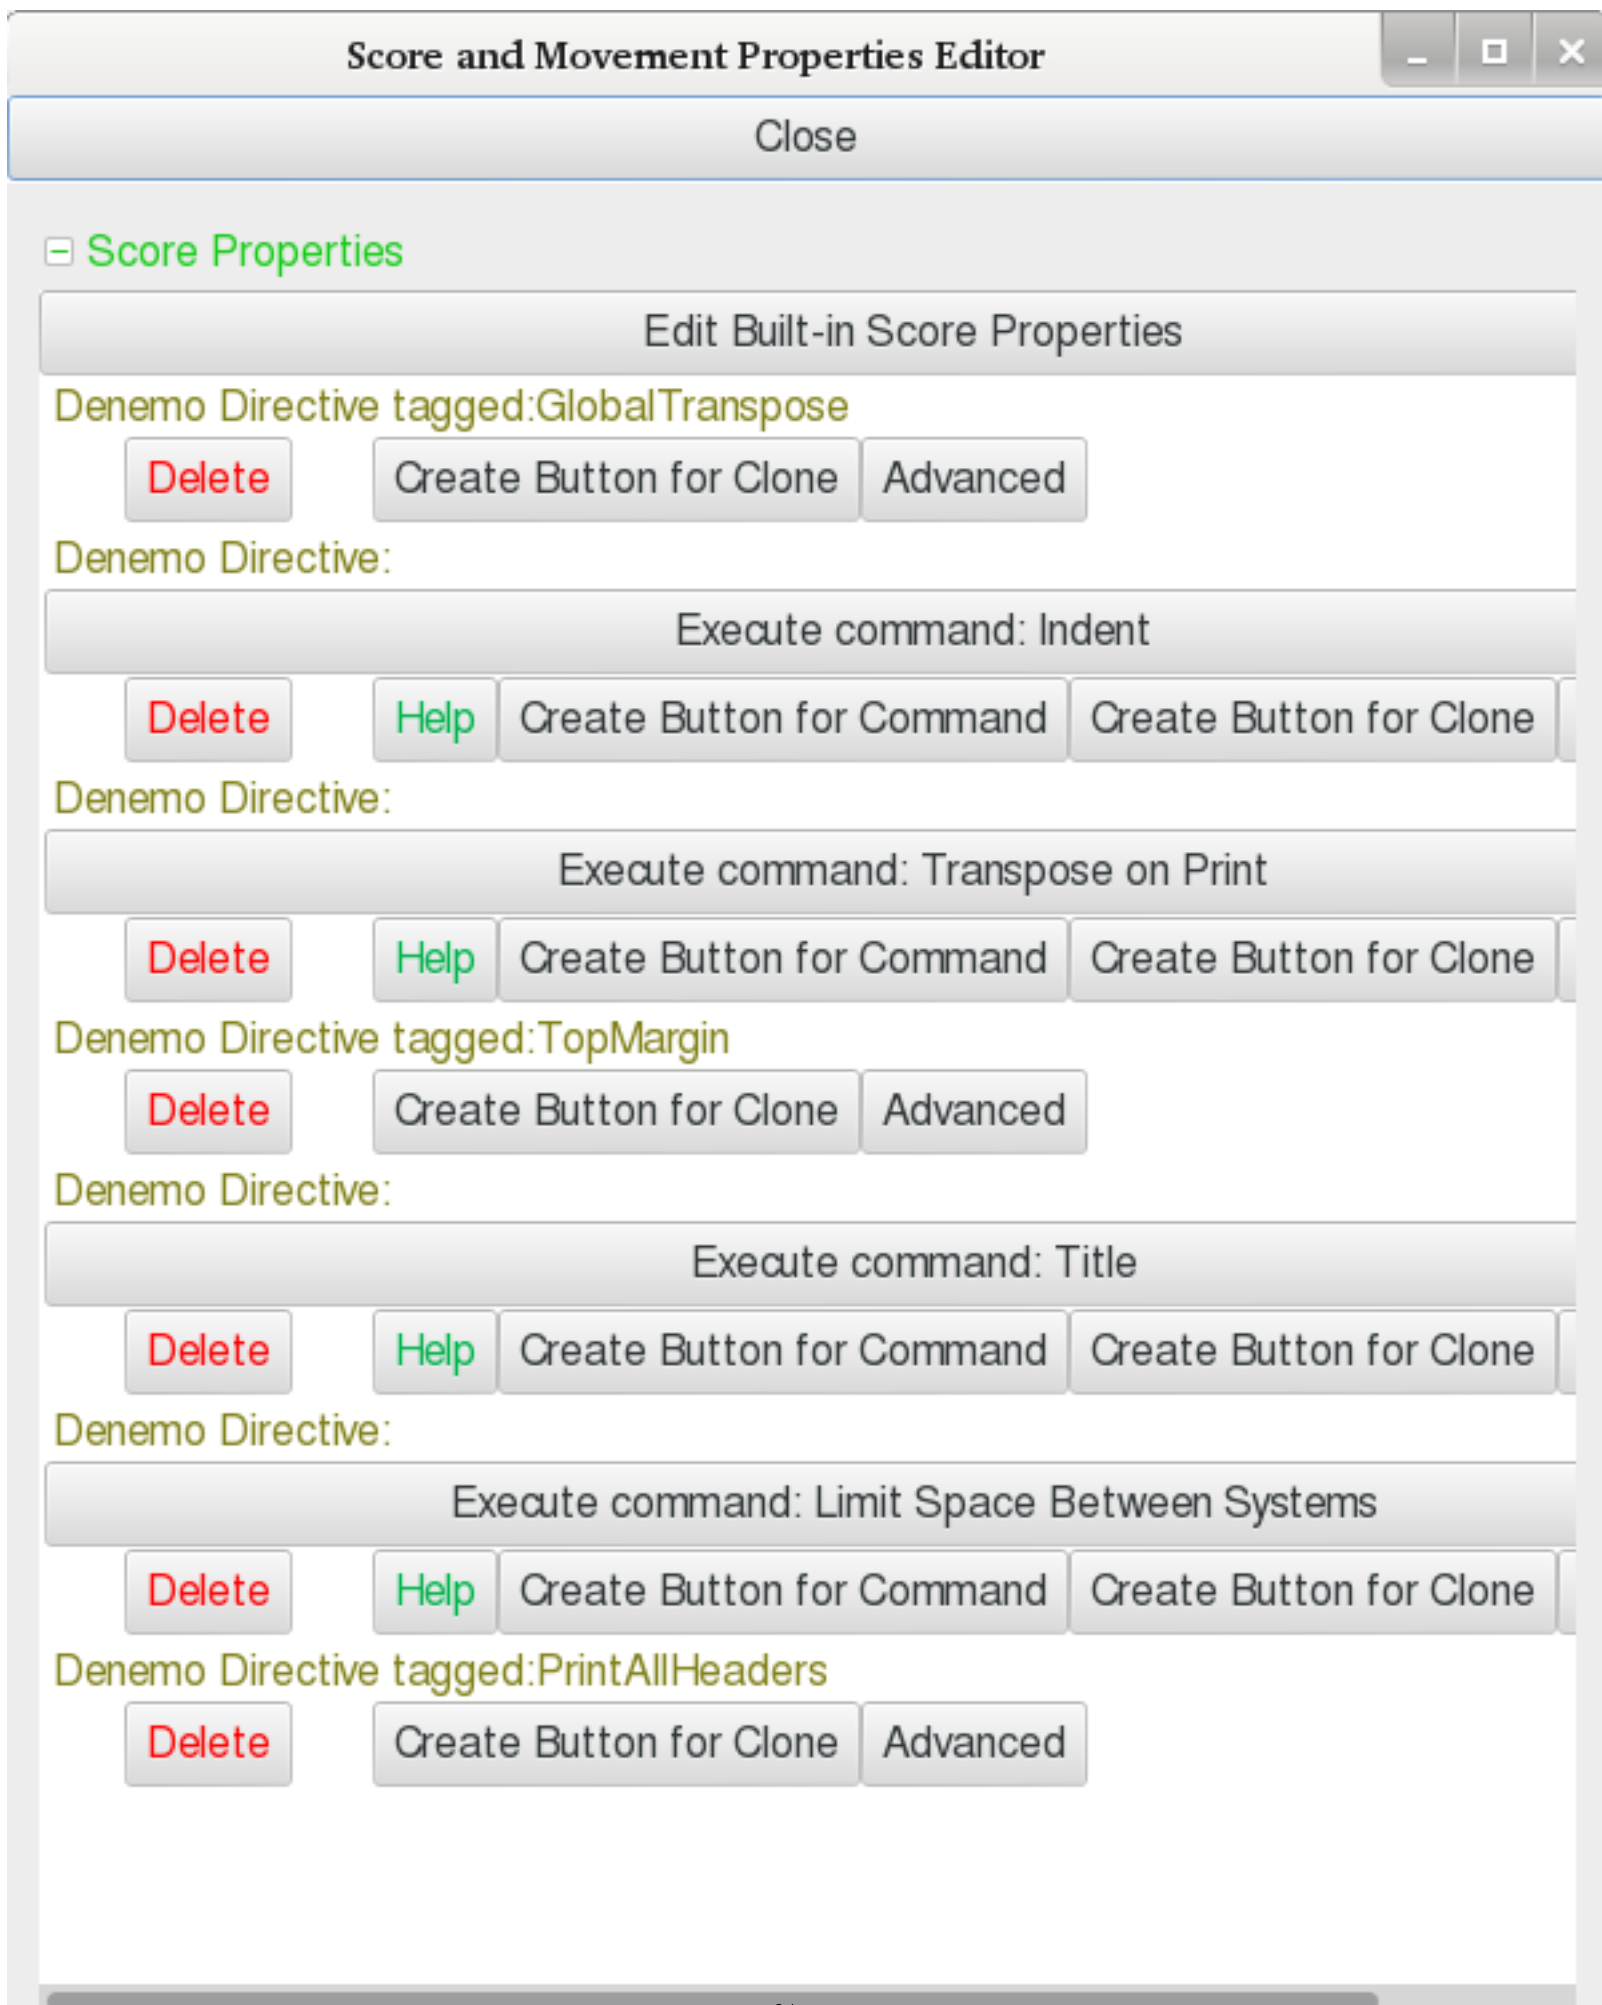 Score and Movement Properties Editor
Close
Score Properties
Edit Built-in Score Properties
Denemo Directive tagged:GlobalTranspose
Delete Create Button for Clone Advanced
Denemo Directive:
Execute command: Indent
Delete Help Create Button for Command Create Button for Clone
Denemo Directive:
Execute command: Transpose on Print
Delete Help Create Button for Command Create Button for Clone
Denemo Directive tagged:TopMargin
Delete Create Button for Clone Advanced
Denemo Directive:
Execute command: Title
Delete Help Create Button for Command Create Button for Clone
Denemo Directive:
Execute command: Limit Space Between Systems
Delete Help Create Button for Command Create Button for Clone
Denemo Directive tagged:PrintAllHeaders
Delete Create Button for Clone Advanced